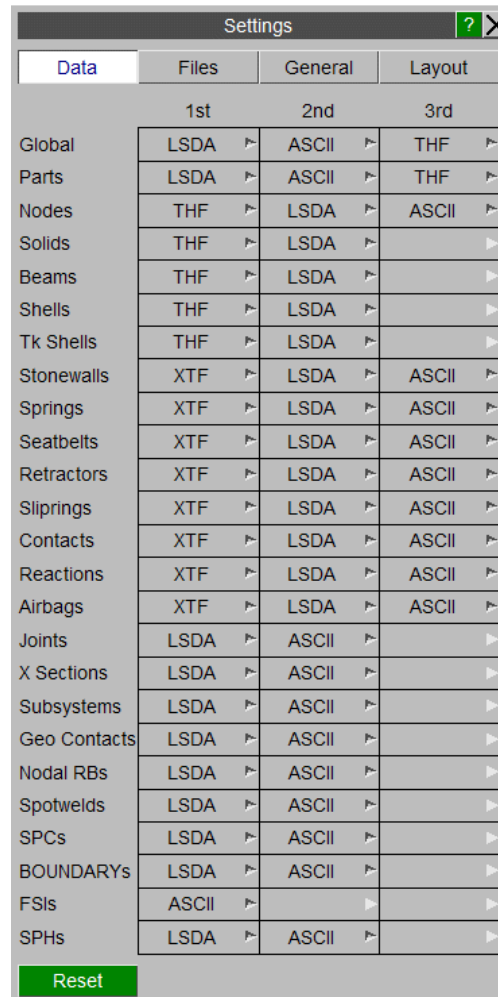 Settings ? X
Data Files General Layout
1st 2nd 3rd
Global LSDA ASCII THF
Parts LSDA ASCII THF
Nodes THF LSDA ASCII
Solids THF LSDA
Beams THF LSDA
Shells THF LSDA
Tk Shells THF LSDA
Stonewalls XTF LSDA ASCII
Springs XTF LSDA ASCII
Seatbelts XTF LSDA ASCII
Retractors XTF LSDA ASCII
Sliprings XTF LSDA ASCII
Contacts XTF LSDA ASCII
Reactions XTF LSDA ASCII
Airbags XTF LSDA ASCII
Joints LSDA ASCII
X Sections LSDA ASCII
Subsystems LSDA ASCII
Geo Contacts LSDA ASCII
Nodal RBs LSDA ASCII
Spotwelds LSDA ASCII
SPCs LSDA ASCII
BOUNDARYs LSDA ASCII
FSIs ASCII
SPHs LSDA ASCII
Reset